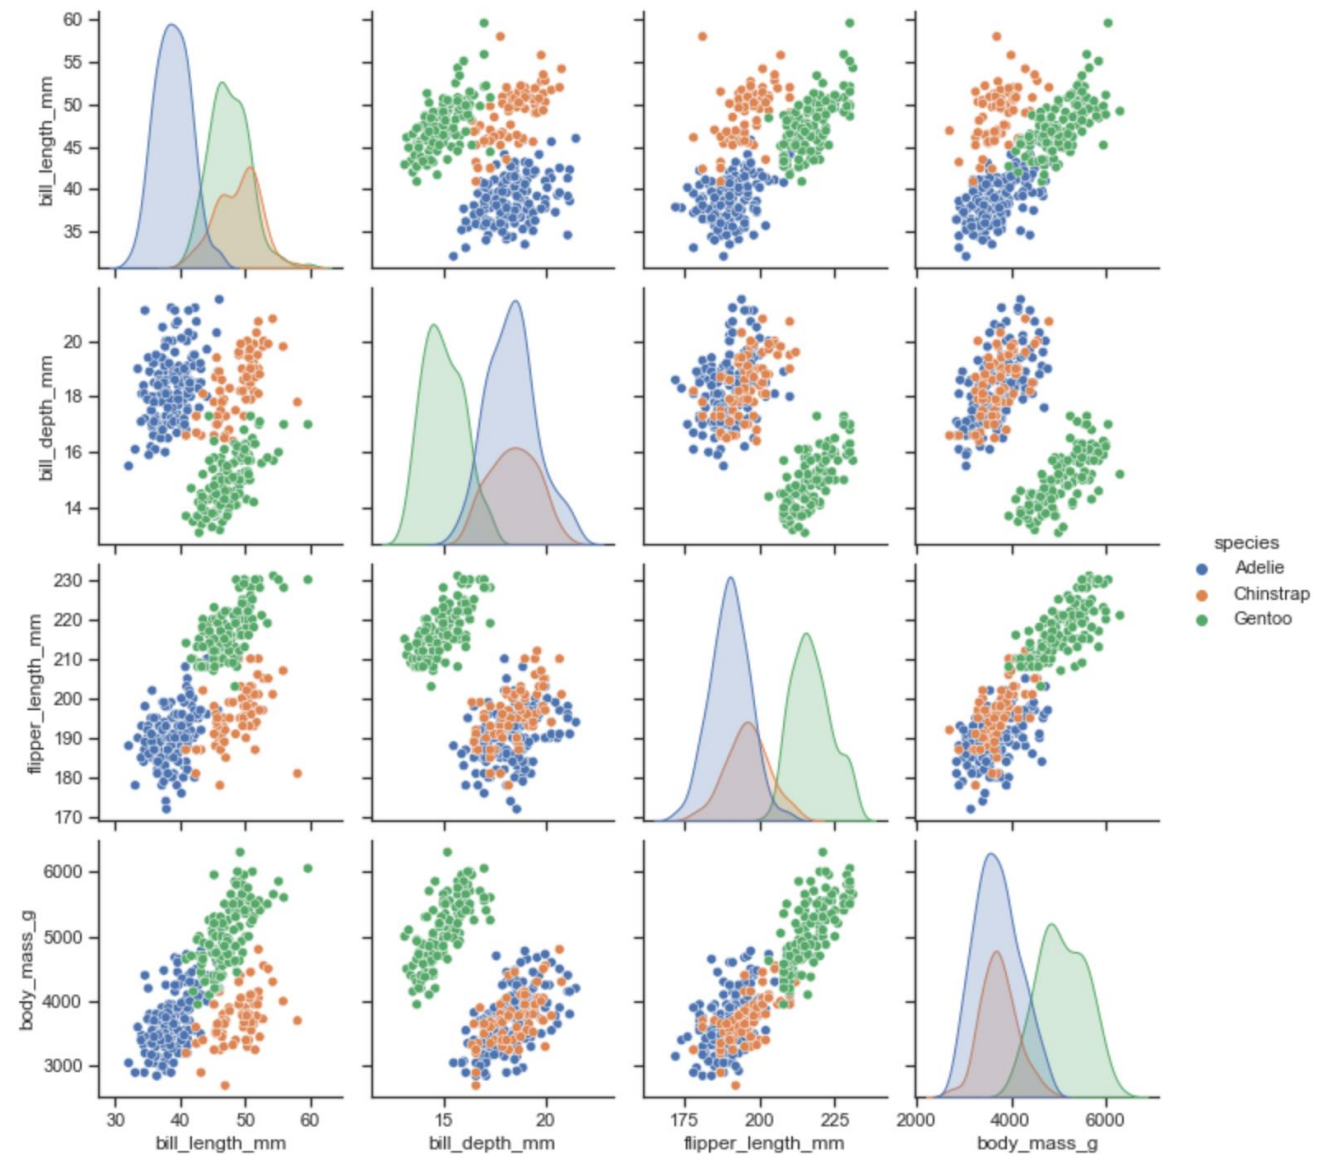 60
55
50
45
40
35
bill_length_mm
20
18
16
14
bill_depth_mm
species
Adelie
Chinstrap
Gentoo
230
220
210
200
190
180
170
flipper_length_mm
6000
5000
4000
3000
body_mass_g
30 40 50 60
15 20
175 200 225
2000 4000 6000
bill_length_mm
bill_depth_mm
flipper_length_mm
body_mass_g